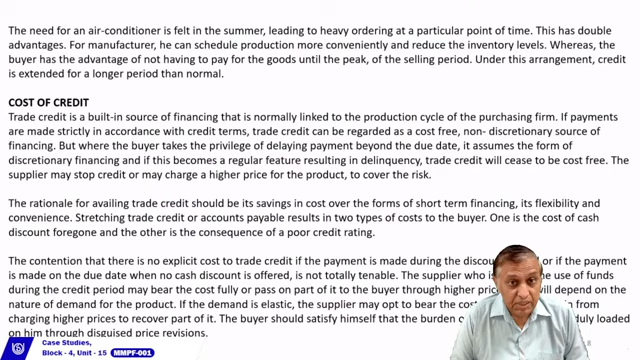 The need for an air-conditioner is felt in the summer, leading to heavy ordering at a particular point of time. This has double
advantages. For manufacturer, he can schedule production more conveniently and reduce the inventory levels. Whereas, the
buyer has the advantage of not having to pay for the goods until the peak, of the selling period. Under this arrangement, credit
is extended for a longer period than normal.
COST OF CREDIT
Trade credit is a built-in source of financing that is normally linked to the production cycle of the purchasing firm. If payments
are made strictly in accordance with credit terms, trade credit can be regarded as a cost free, non- discretionary source of
financing. But where the buyer takes the privilege of delaying payment beyond the due date, it assumes the form of
discretionary financing and if this becomes a regular feature resulting in delinquency, trade credit will cease to be cost free. The
supplier may stop credit or may charge a higher price for the product, to cover the risk.
The rationale for availing trade credit should be its savings in cost over the forms of short term financing, its flexibility and
convenience. Stretching trade credit or accounts payable results in two types of costs to the buyer. One is the cost of cash
discount foregone and the other is the consequence of a poor credit rating.
The contention that there is no explicit cost to trade credit if the payment is made during the discou or if the payment
is made on the due date when no cash discount is offered, is not totally tenable. The supplier who is e use of funds
during the credit period may bear the cost fully or pass on part of it to the buyer through higher pric ill depend on
the nature of demand for the product. If the demand is elastic, the supplier may opt to bear the cost in from
charging higher prices to recover part of it. The buyer should satisfy himself that the burden o duly loaded
on him through disguised price revisions.
Case Studies,
Block - 4, Unit - 15 MMPF-001
8